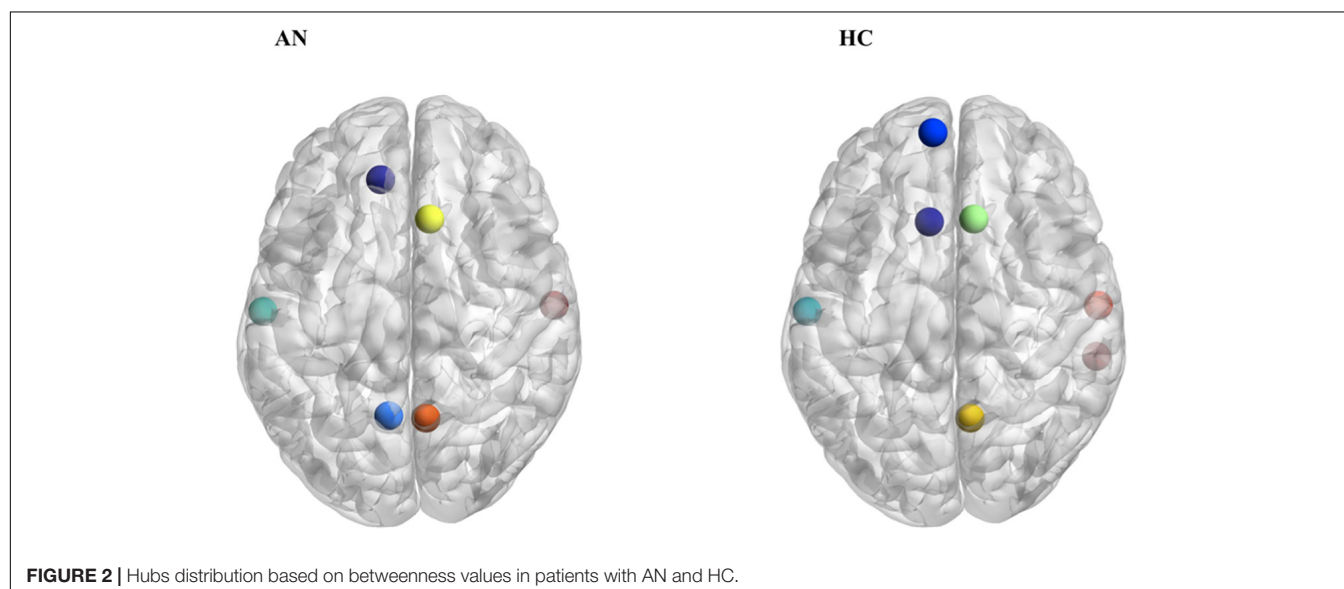 AN
HC
FIGURE 2 | Hubs distribution based on betweenness values in patients with AN and HC.